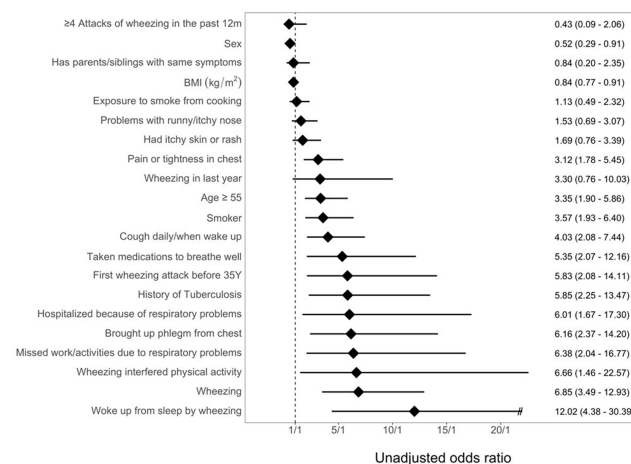 ≥4 Attacks of wheezing in the past 12m 0.43 (0.09 - 2.06)
Sex 0.52 (0.29 - 0.91)
Has parents/siblings with same symptoms 0.84 (0.20 - 2.35)
BMI (kg/m²) 0.84 (0.77 - 0.91)
Exposure to smoke from cooking 1.13 (0.49 - 2.32)
Problems with runny/itchy nose 1.53 (0.69 - 3.07)
Had itchy skin or rash 1.69 (0.76 - 3.39)
Pain or tightness in chest 3.12 (1.78 - 5.45)
Wheezing in last year 3.30 (0.76 - 10.03)
Age ≥ 55 3.35 (1.90 - 5.86)
Smoker 3.57 (1.93 - 6.40)
Cough daily/when wake up 4.03 (2.08 - 7.44)
Taken medications to breathe well 5.35 (2.07 - 12.16)
First wheezing attack before 35Y 5.83 (2.08 - 14.11)
History of Tuberculosis 5.85 (2.25 - 13.47)
Hospitalized because of respiratory problems 6.01 (1.67 - 17.30)
Brought up phlegm from chest 6.16 (2.37 - 14.20)
Missed work/activities due to respiratory problems 6.38 (2.04 - 16.77)
Wheezing interfered physical activity 6.66 (1.46 - 22.57)
Wheezing 6.85 (3.49 - 12.93)
Woke up from sleep by wheezing // 12.02 (4.38 - 30.39
1/1 5/1 10/1 15/1 20/1
Unadjusted odds ratio